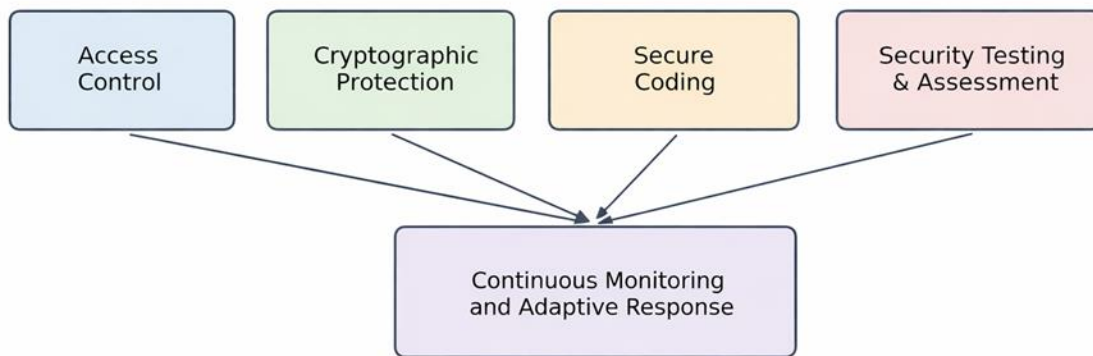 Access
Control
Cryptographic
Protection
Secure
Coding
Security Testing
& Assessment
Continuous Monitoring
and Adaptive Response